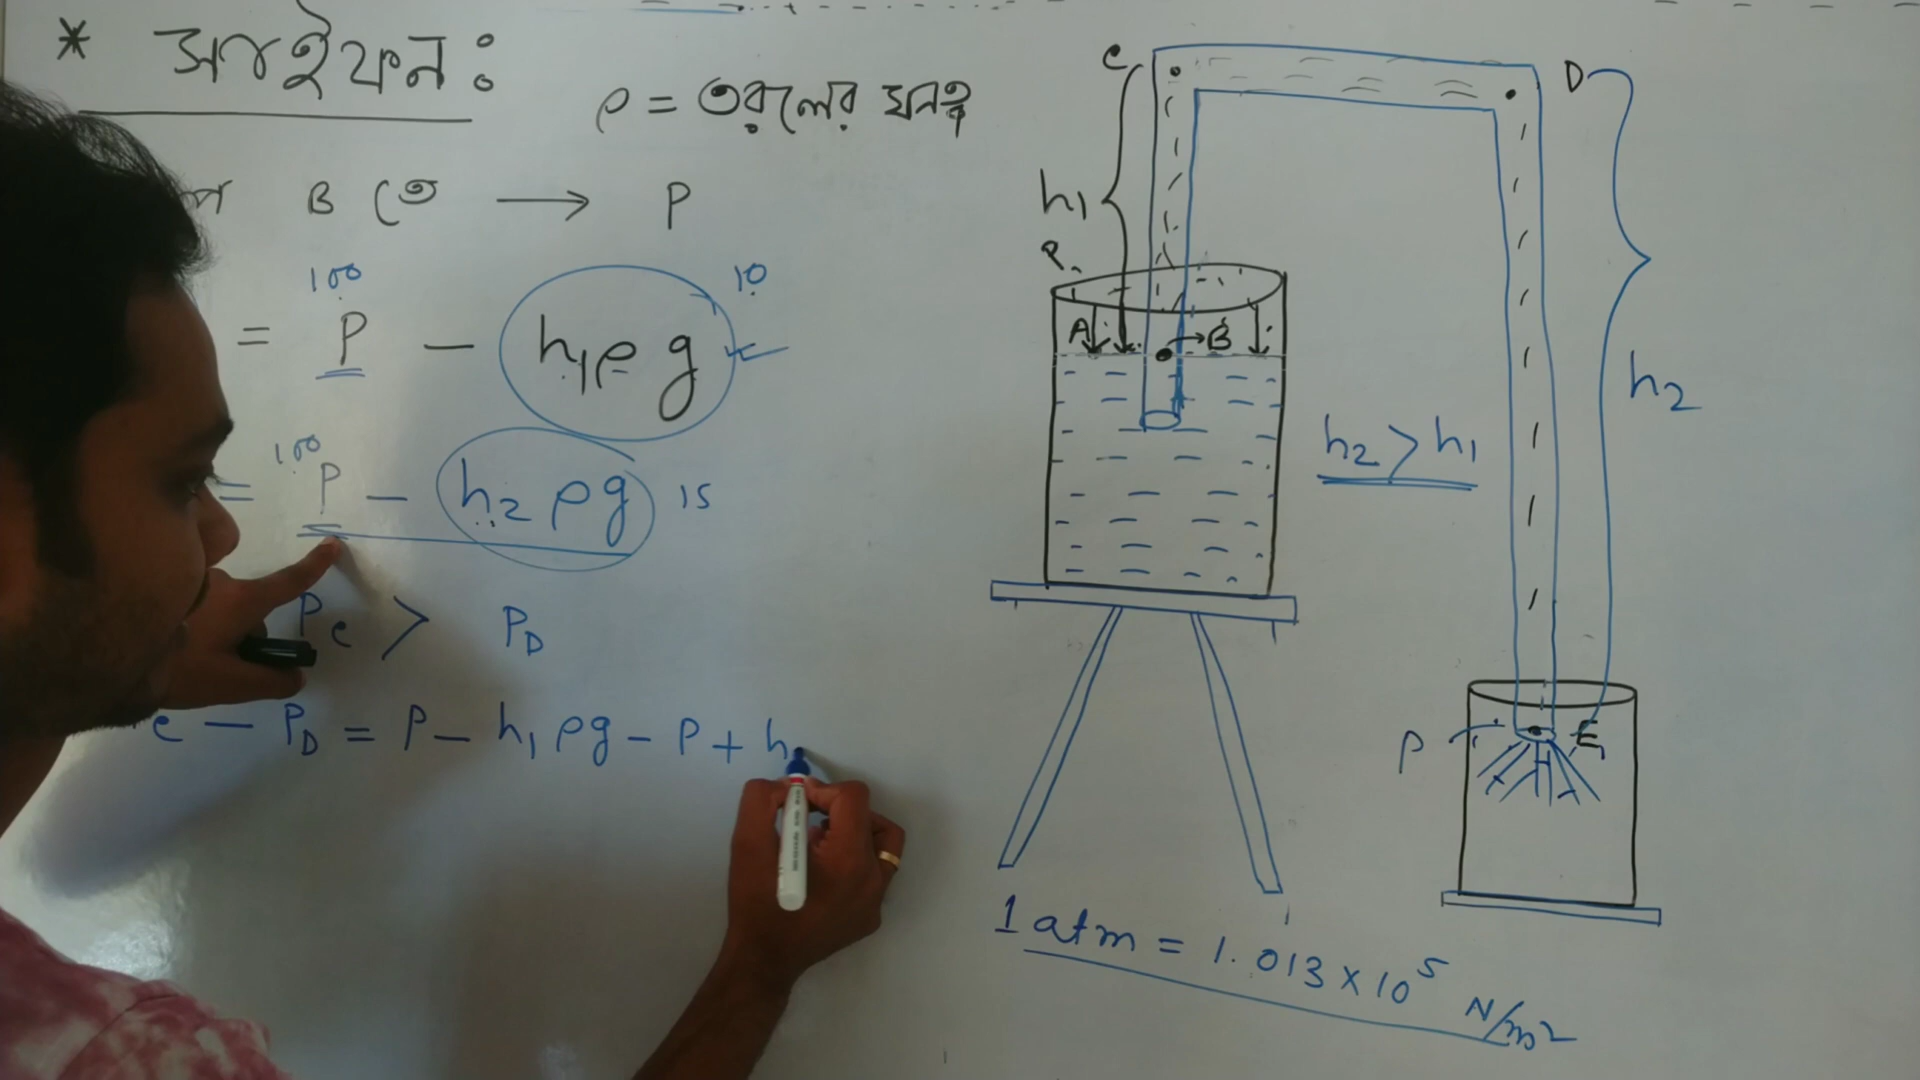 * সাইফন :
ρ = তরলের ঘনত্ব
B তে → P
100 10
= P − h₁ρg
100
= P − h₂ρg 15
Pc > PD
c − PD = P − h₁ρg − P + h
C D
h₁
P
A B
h₂
h₂ > h₁
P E
1 atm = 1.013 × 10⁵ N/m²